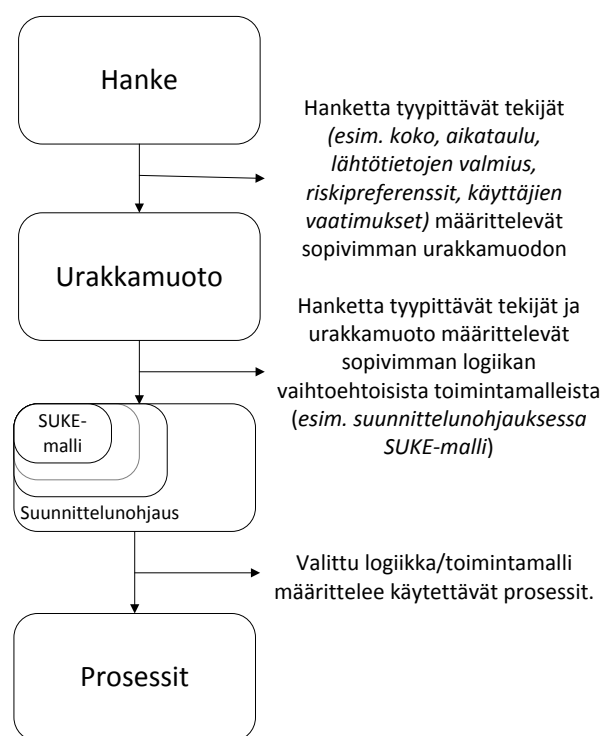 Hanke
Hanketta tyypittävät tekijät
(esim. koko, aikataulu,
lähtötietojen valmius,
riskipreferenssit, käyttäjien
vaatimukset) määrittelevät
sopivimman urakkamuodon
Urakkamuoto
Hanketta tyypittävät tekijät ja
urakkamuoto määrittelevät
sopivimman logiikan
vaihtoehtoisista toimintamalleista
(esim. suunnittelunohjauksessa
SUKE-malli)
SUKE-
malli
Suunnittelunohjaus
Valittu logiikka/toimintamalli
määrittelee käytettävät prosessit.
Prosessit